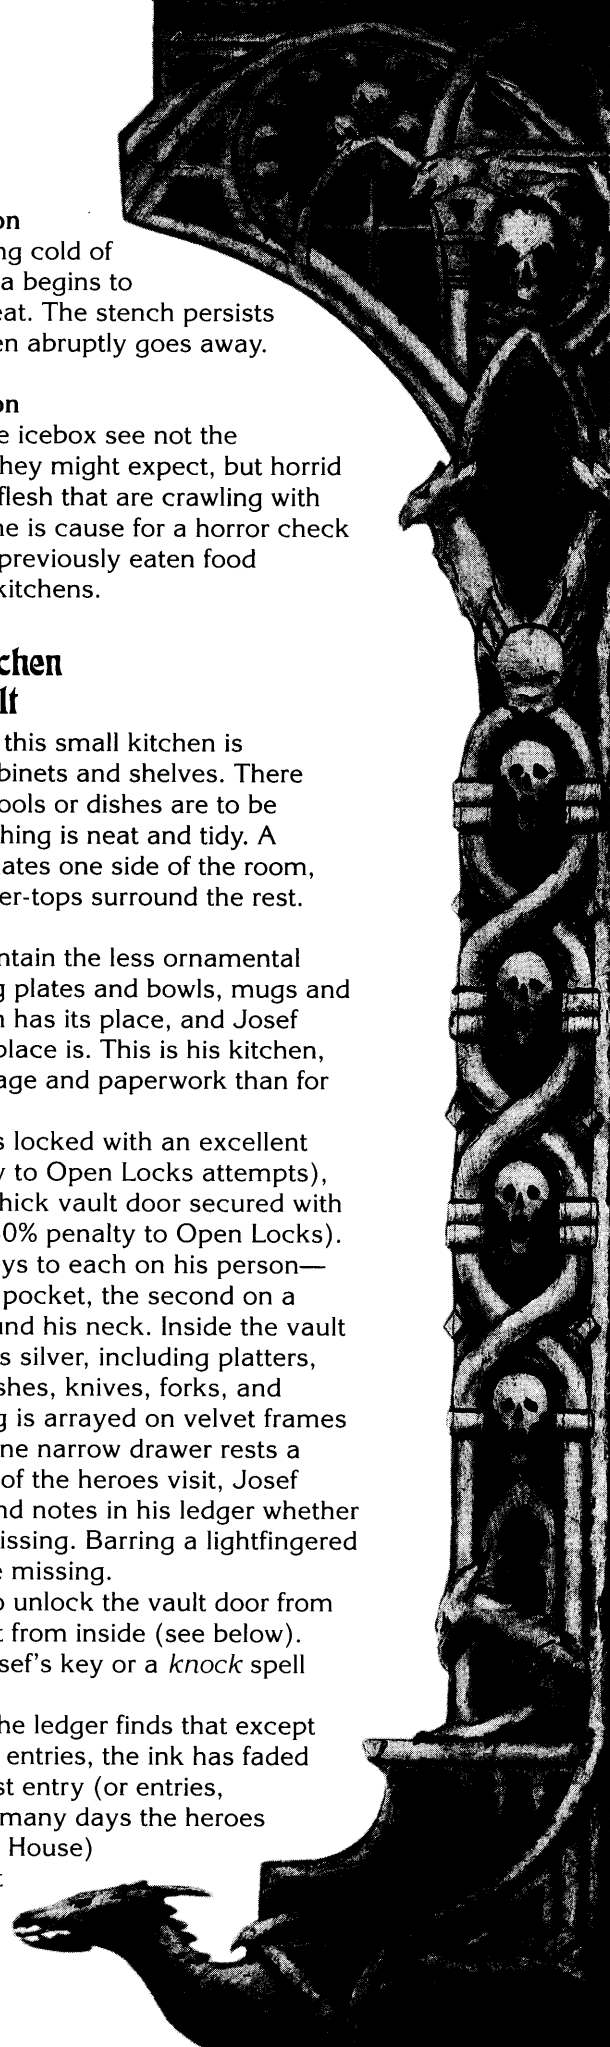 on
ng cold of
a begins to
eat. The stench persists
en abruptly goes away.
on
e icebox see not the
hey might expect, but horrid
flesh that are crawling with
ne is cause for a horror check
previously eaten food
kitchens.
chen
lt
this small kitchen is
binets and shelves. There
ools or dishes are to be
hing is neat and tidy. A
ates one side of the room,
er-tops surround the rest.
ntain the less ornamental
g plates and bowls, mugs and
n has its place, and Josef
place is. This is his kitchen,
age and paperwork than for
s locked with an excellent
y to Open Locks attempts),
hick vault door secured with
0% penalty to Open Locks).
ys to each on his person—
pocket, the second on a
und his neck. Inside the vault
s silver, including platters,
shes, knives, forks, and
g is arrayed on velvet frames
ne narrow drawer rests a
of the heroes visit, Josef
nd notes in his ledger whether
issing. Barring a lightfingered
e missing.
o unlock the vault door from
t from inside (see below).
sef's key or a knock spell
he ledger finds that except
entries, the ink has faded
st entry (or entries,
many days the heroes
House)
t